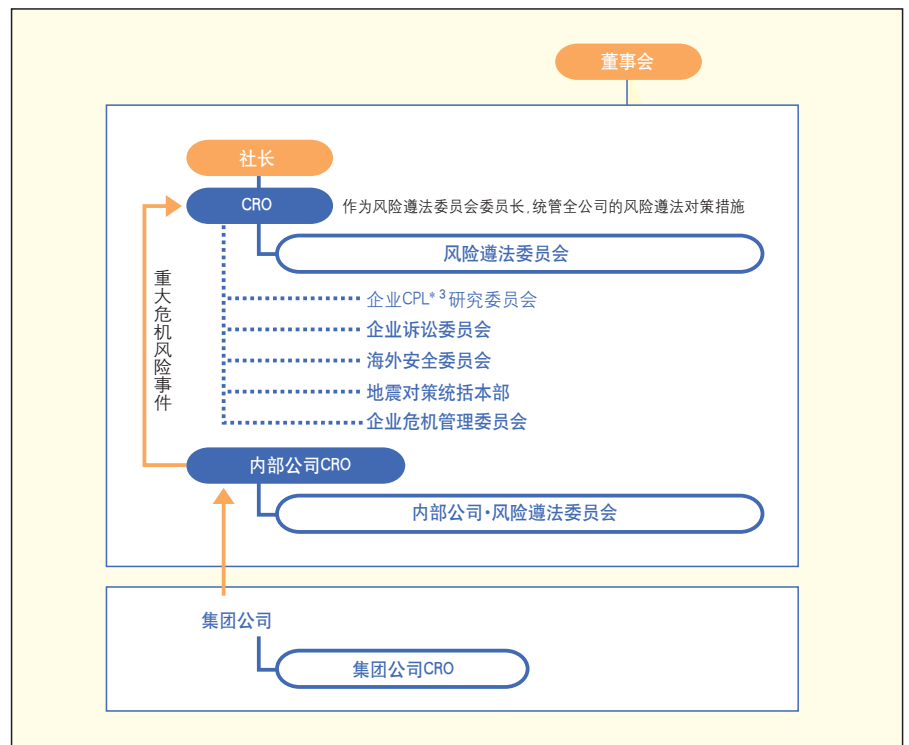 董事会
社长
CRO
作为风险遵法委员会委员长,统管全公司的风险遵法对策措施
风险遵法委员会
重大危机风险事件
企业CPL*3研究委员会
企业诉讼委员会
海外安全委员会
地震对策统括本部
企业危机管理委员会
内部公司CRO
内部公司·风险遵法委员会
集团公司
集团公司CRO